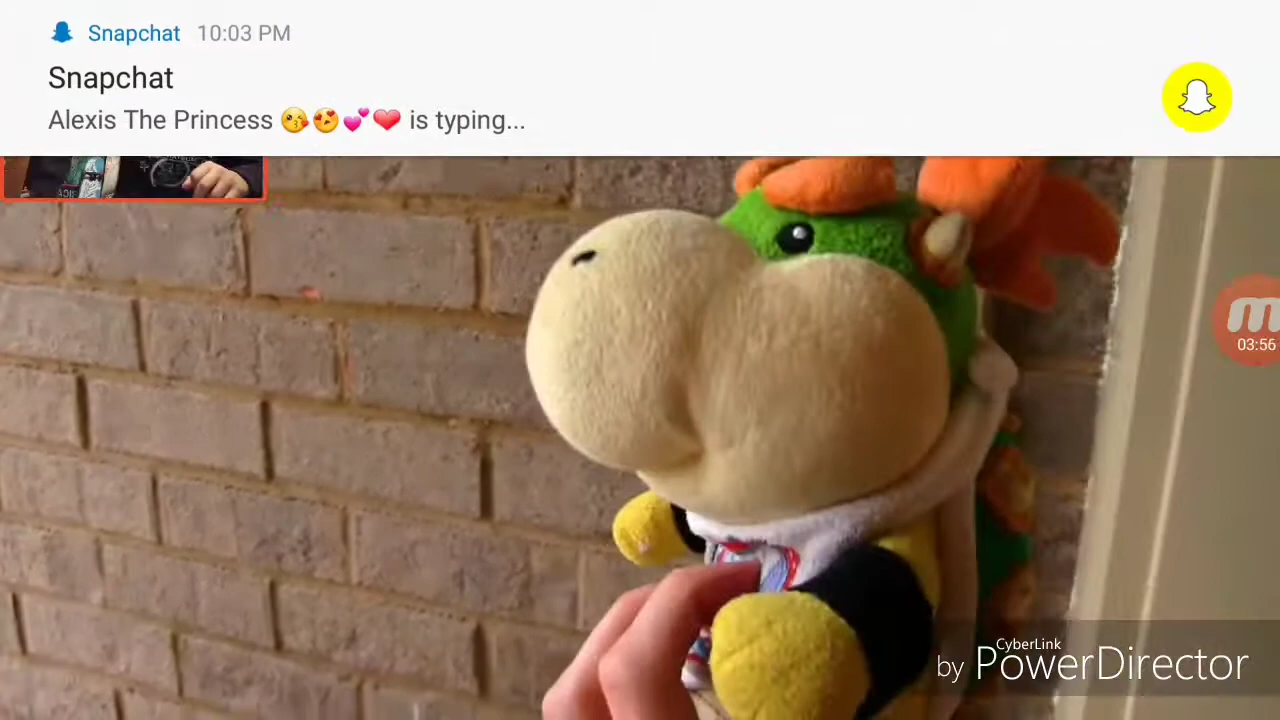 Snapchat 10:03 PM
Snapchat
Alexis The Princess 😘😍💕❤️ is typing...
03:56
CyberLink
by PowerDirector